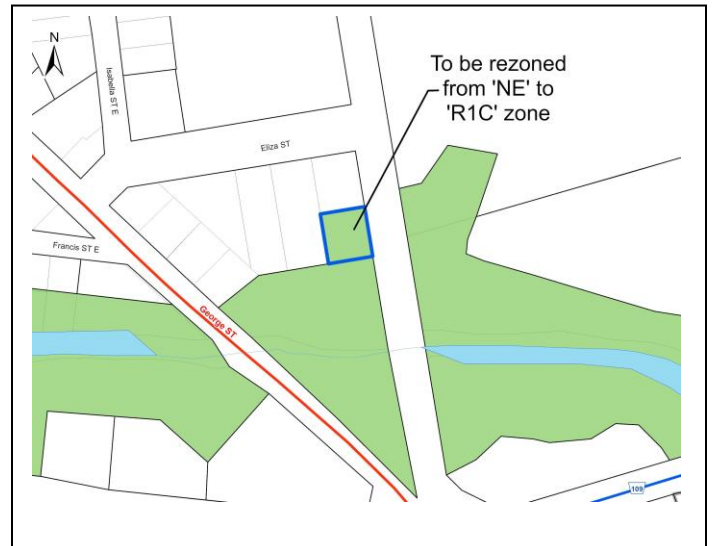 N
Isabella ST E
To be rezoned
from 'NE' to
'R1C' zone
Eliza ST
Francis ST E
George ST
109